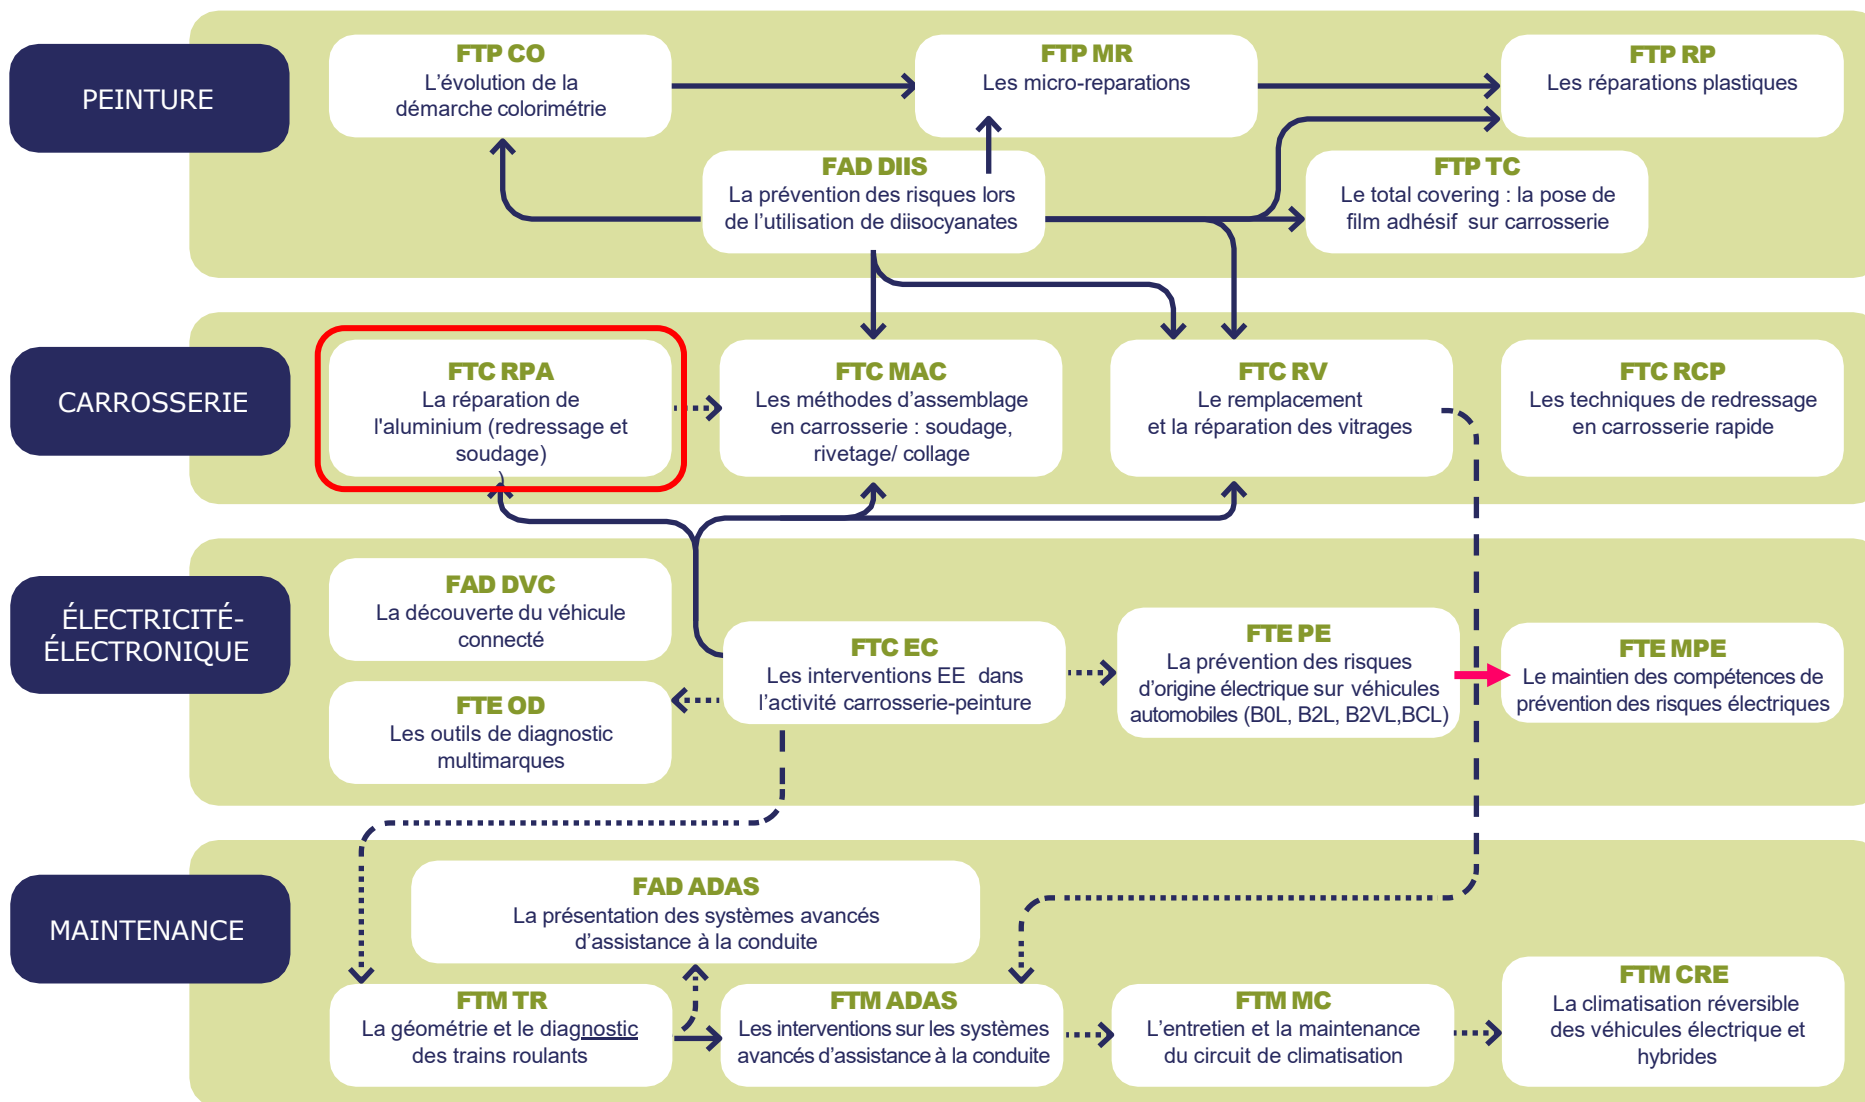 PEINTURE
FTP CO
L'évolution de la
démarche colorimétrie
FTP MR
Les micro-reparations
FTP RP
Les réparations plastiques
FAD DIIS
La prévention des risques lors
de l'utilisation de diisocyanates
FTP TC
Le total covering : la pose de
film adhésif sur carrosserie
CARROSSERIE
FTC RPA
La réparation de
l'aluminium (redressage et
soudage)
)
FTC MAC
Les méthodes d'assemblage
en carrosserie : soudage,
rivetage/ collage
FTC RV
Le remplacement
et la réparation des vitrages
FTC RCP
Les techniques de redressage
en carrosserie rapide
ÉLECTRICITÉ-
ÉLECTRONIQUE
FAD DVC
La découverte du véhicule
connecté
FTE OD
Les outils de diagnostic
multimarques
FTC EC
Les interventions EE dans
l'activité carrosserie-peinture
FTE PE
La prévention des risques
d'origine électrique sur véhicules
automobiles (B0L, B2L, B2VL,BCL)
FTE MPE
Le maintien des compétences de
prévention des risques électriques
MAINTENANCE
FAD ADAS
La présentation des systèmes avancés
d'assistance à la conduite
FTM TR
La géométrie et le diagnostic
des trains roulants
FTM ADAS
Les interventions sur les systèmes
avancés d'assistance à la conduite
FTM MC
L'entretien et la maintenance
du circuit de climatisation
FTM CRE
La climatisation réversible
des véhicules électrique et
hybrides